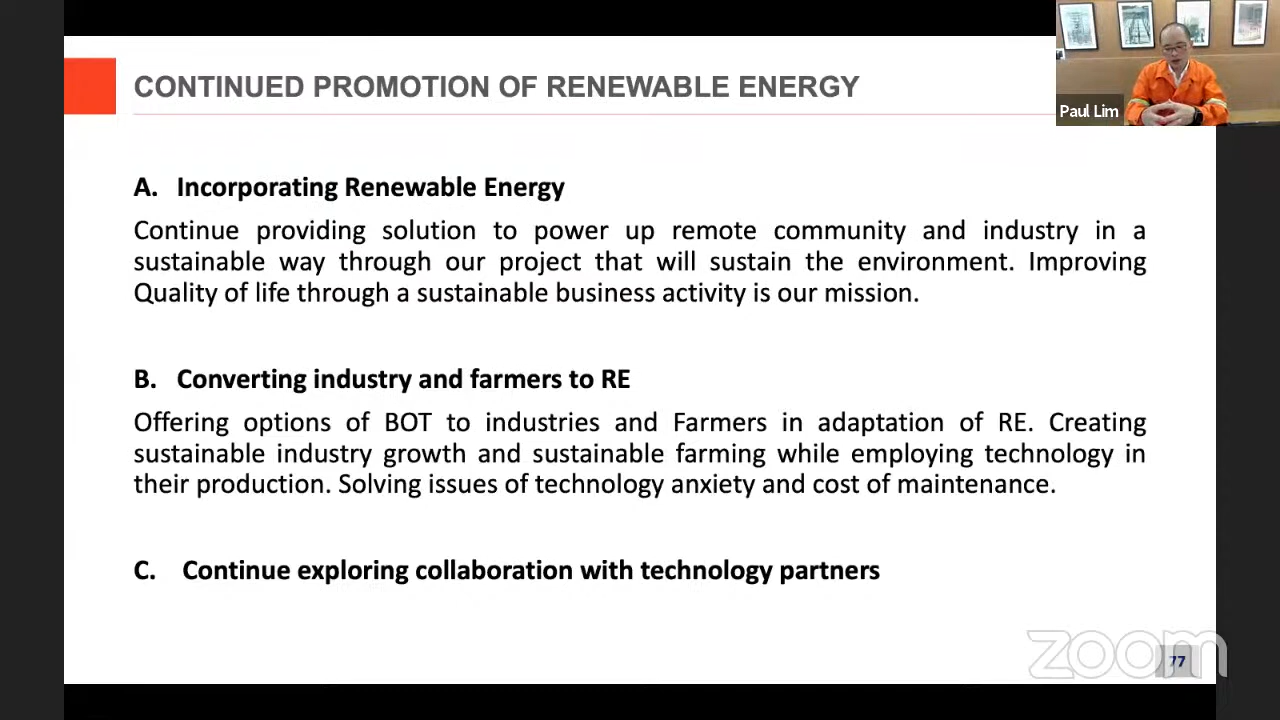 CONTINUED PROMOTION OF RENEWABLE ENERGY
Paul Lim
A. Incorporating Renewable Energy
Continue providing solution to power up remote community and industry in a
sustainable way through our project that will sustain the environment. Improving
Quality of life through a sustainable business activity is our mission.
B. Converting industry and farmers to RE
Offering options of BOT to industries and Farmers in adaptation of RE. Creating
sustainable industry growth and sustainable farming while employing technology in
their production. Solving issues of technology anxiety and cost of maintenance.
C. Continue exploring collaboration with technology partners
zoom
77